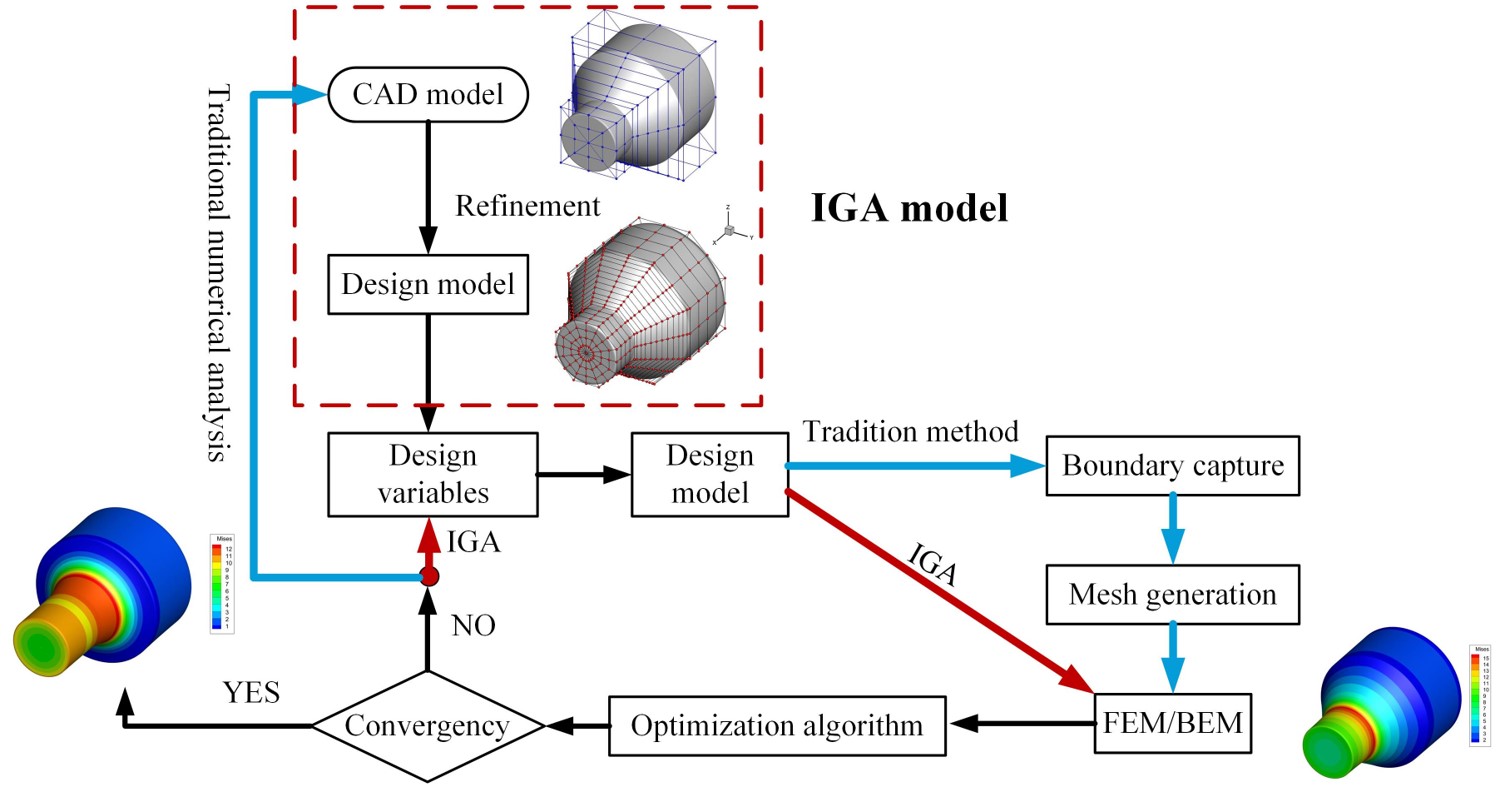 CAD model
Traditional numerical analysis
Refinement
Z
X
Y
IGA model
Design model
Design
variables
Design
model
Tradition method
Boundary capture
IGA
IGA
Mesh generation
NO
YES
Convergency
Optimization algorithm
FEM/BEM
Mises
12
11
10
9
8
7
6
5
4
3
2
1
Mises
15
14
13
12
11
10
9
8
7
6
5
4
3
2